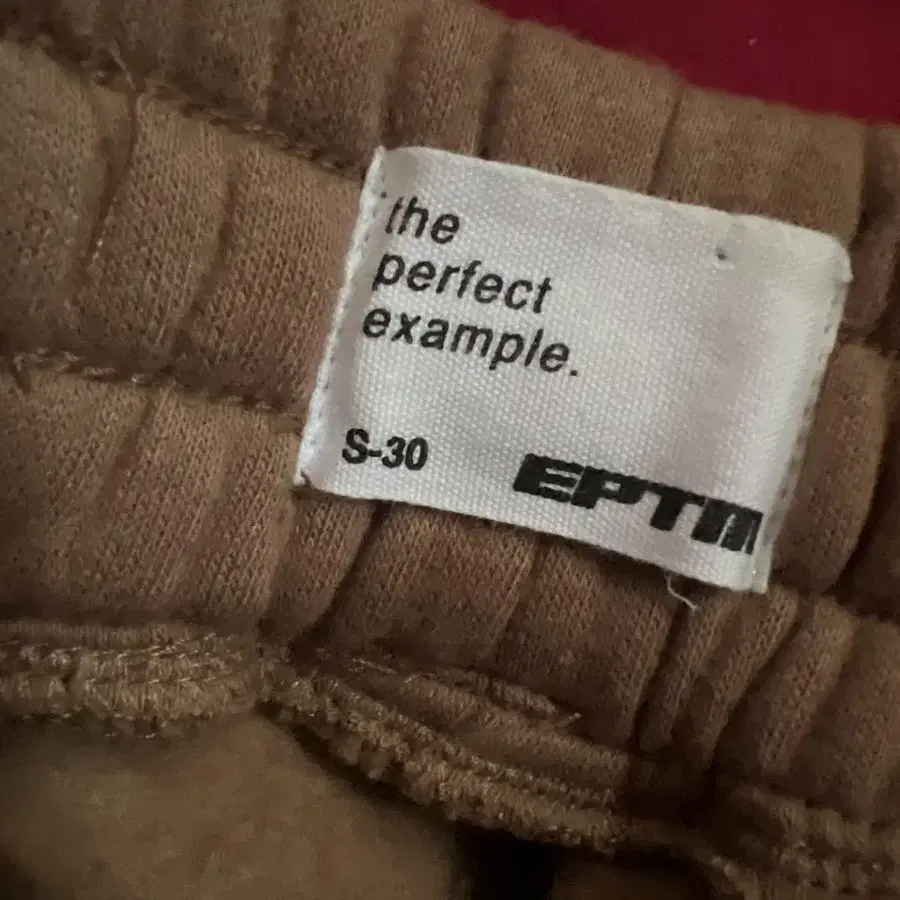 the
perfect
example.
S-30
EPTM